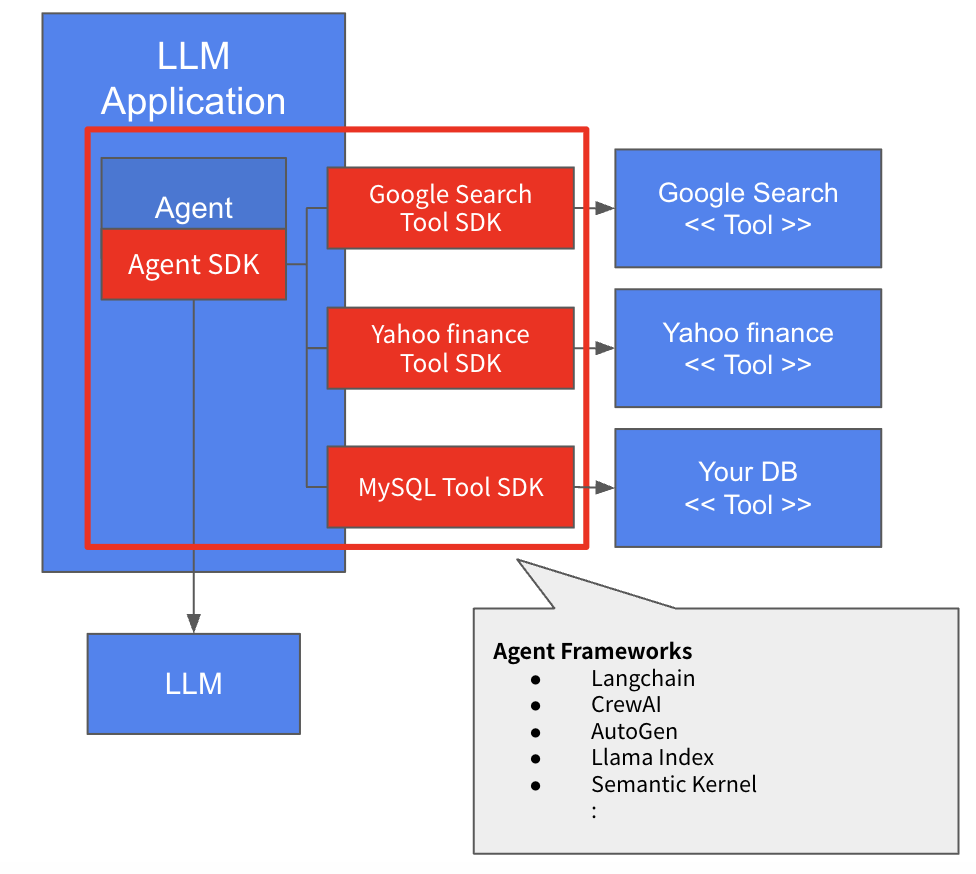 LLM
Application
Agent
Agent SDK
Google Search
Tool SDK
Google Search
<< Tool >>
Yahoo finance
Tool SDK
Yahoo finance
<< Tool >>
MySQL Tool SDK
Your DB
<< Tool >>
LLM
Agent Frameworks
● Langchain
● CrewAI
● AutoGen
● Llama Index
● Semantic Kernel
: